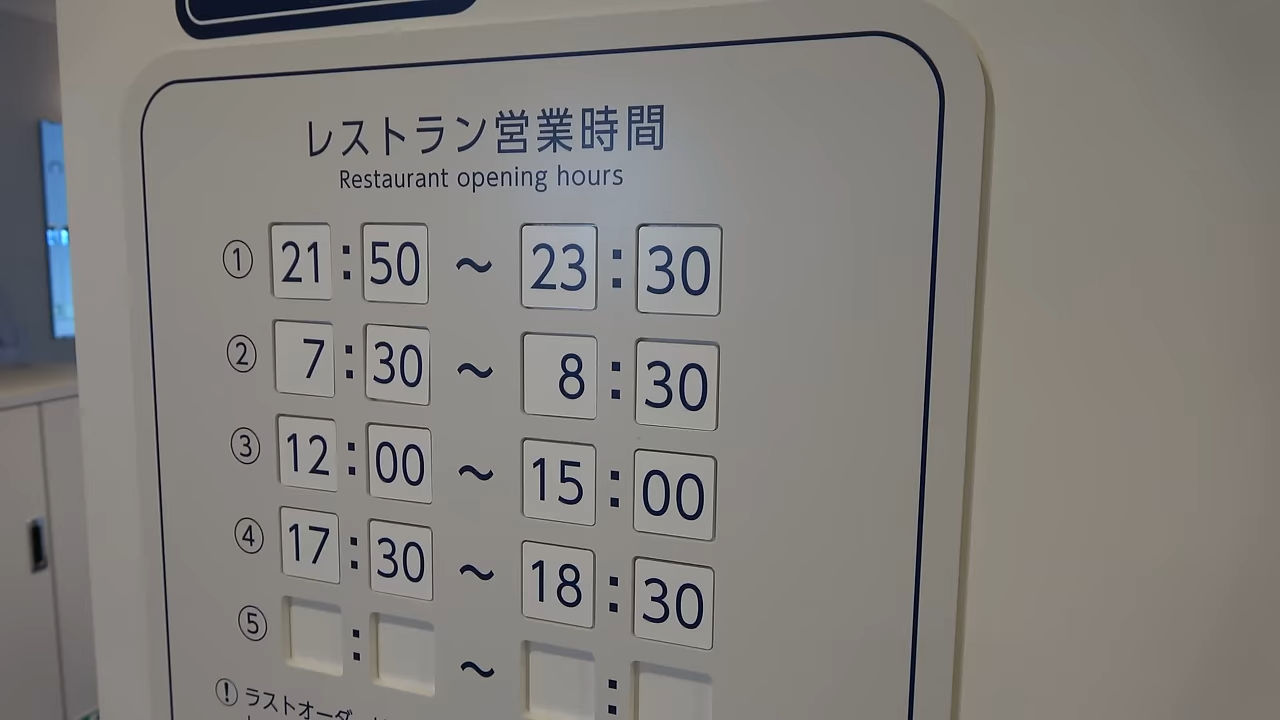 レストラン営業時間
Restaurant opening hours
① 21:50 ～ 23:30
② 7:30 ～ 8:30
③ 12:00 ～ 15:00
④ 17:30 ～ 18:30
⑤ : ～ :
! ラストオーダー